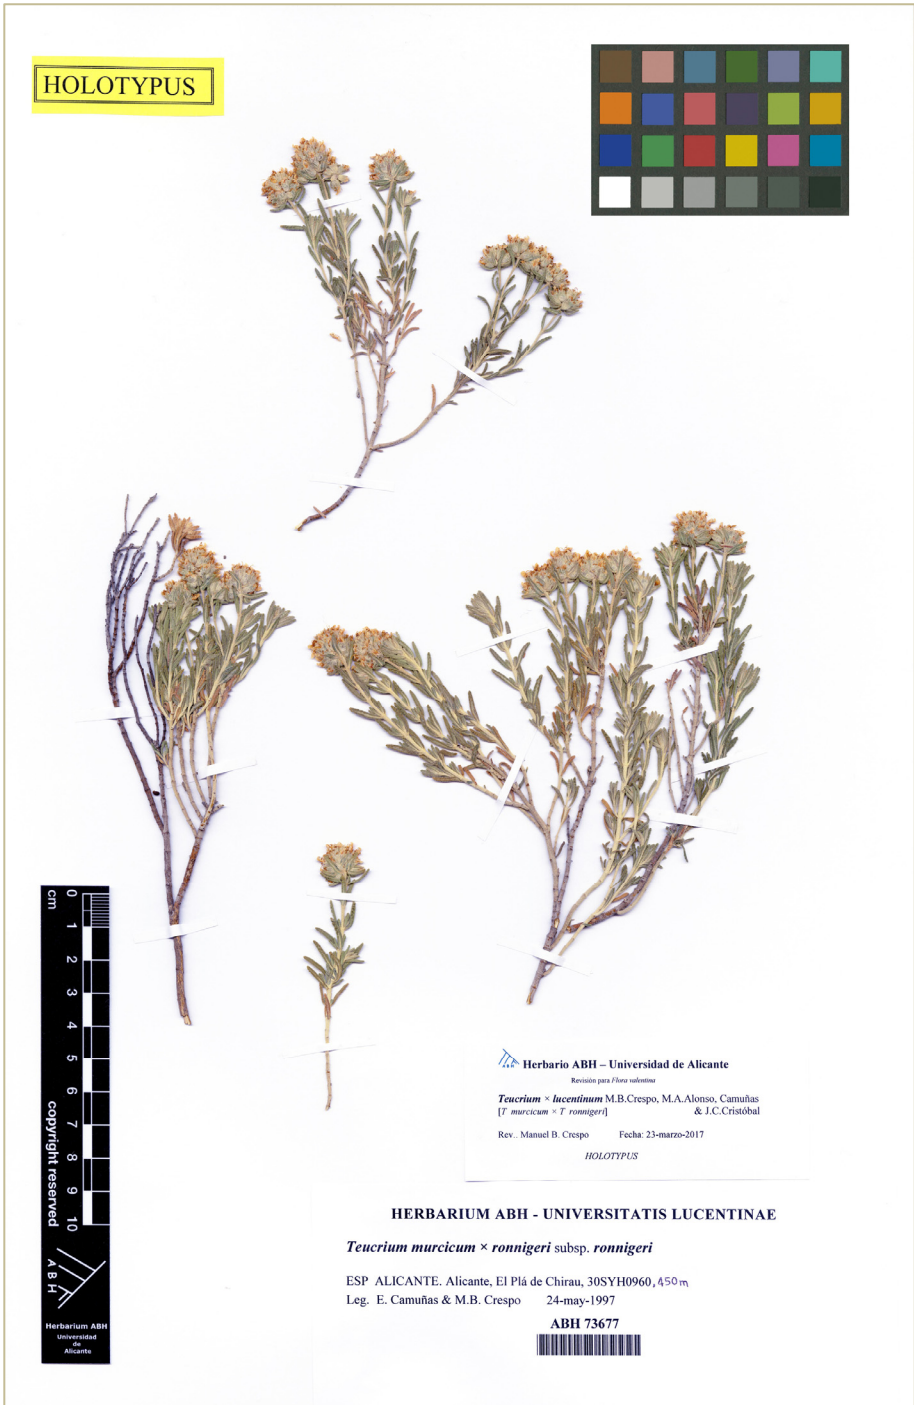 HOLOTYPUS
cm
0
1
2
3
4
5
6
7
8
9
10
copyright reserved
ABH
Herbarium ABH
Universidad
de
Alicante
ABH Herbario ABH – Universidad de Alicante
Revisión para Flora valentina
Teucrium × lucentinum M.B.Crespo, M.A.Alonso, Camuñas
[T murcicum × T ronnigeri] & J.C.Cristóbal
Rev.. Manuel B. Crespo Fecha: 23-marzo-2017
HOLOTYPUS
HERBARIUM ABH - UNIVERSITATIS LUCENTINAE
Teucrium murcicum × ronnigeri subsp. ronnigeri
ESP ALICANTE. Alicante, El Plá de Chirau, 30SYH0960, 150m
Leg. E. Camuñas & M.B. Crespo 24-may-1997
ABH 73677